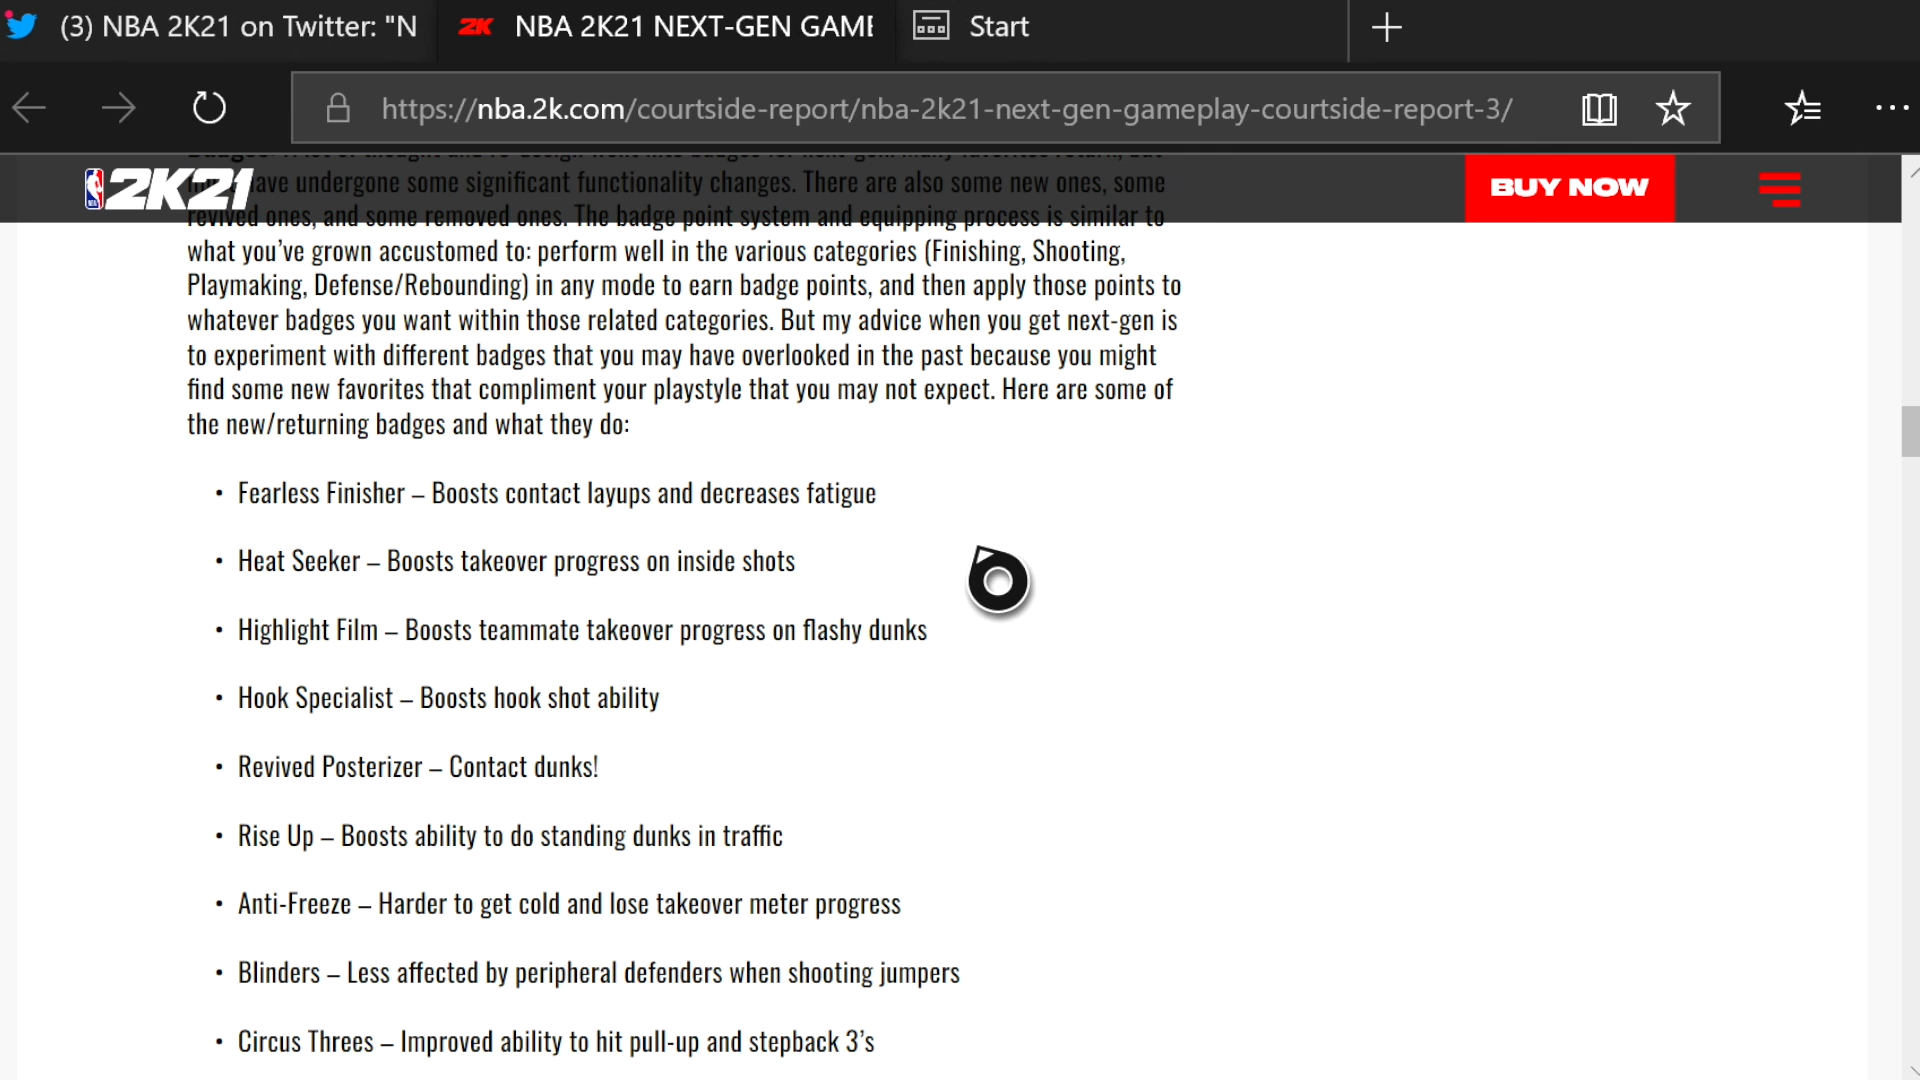 (3) NBA 2K21 on Twitter: "N
2K NBA 2K21 NEXT-GEN GAME
Start
https://nba.2k.com/courtside-report/nba-2k21-next-gen-gameplay-courtside-report-3/
2K21
BUY NOW
have undergone some significant functionality changes. There are also some new ones, some
revived ones, and some removed ones. The badge point system and equipping process is similar to
what you’ve grown accustomed to: perform well in the various categories (Finishing, Shooting,
Playmaking, Defense/Rebounding) in any mode to earn badge points, and then apply those points to
whatever badges you want within those related categories. But my advice when you get next-gen is
to experiment with different badges that you may have overlooked in the past because you might
find some new favorites that compliment your playstyle that you may not expect. Here are some of
the new/returning badges and what they do:
• Fearless Finisher – Boosts contact layups and decreases fatigue
• Heat Seeker – Boosts takeover progress on inside shots
• Highlight Film – Boosts teammate takeover progress on flashy dunks
• Hook Specialist – Boosts hook shot ability
• Revived Posterizer – Contact dunks!
• Rise Up – Boosts ability to do standing dunks in traffic
• Anti-Freeze – Harder to get cold and lose takeover meter progress
• Blinders – Less affected by peripheral defenders when shooting jumpers
• Circus Threes – Improved ability to hit pull-up and stepback 3’s